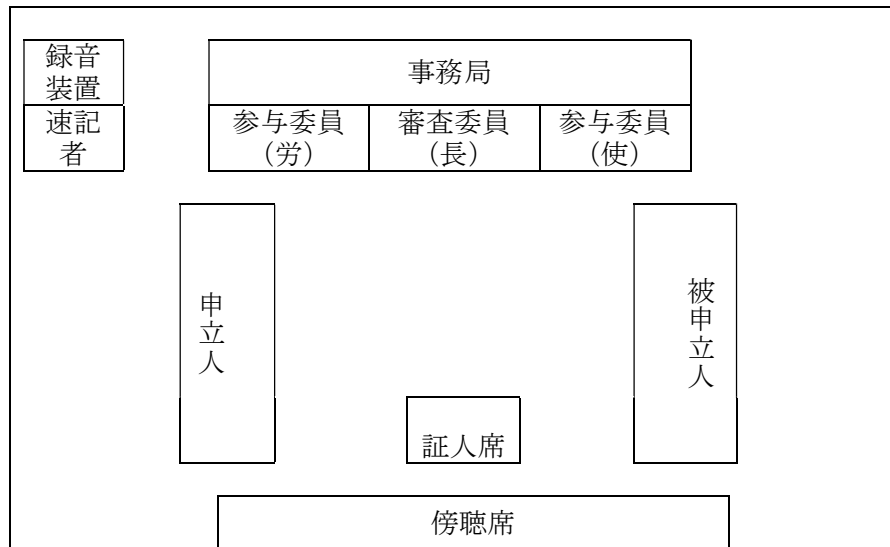 録音
装置
事務局
速記
者
参与委員
（労）
審査委員
（長）
参与委員
（使）
申立人
被申立人
証人席
傍聴席